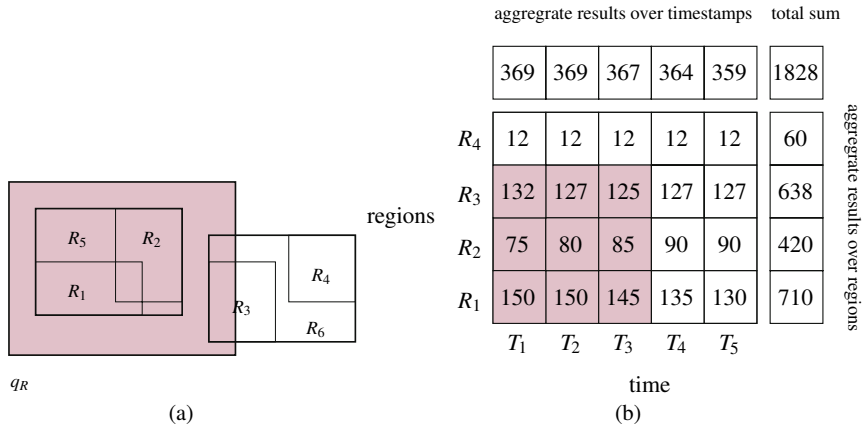 aggregrate results over timestamps total sum
369 369 367 364 359 1828
R4 12 12 12 12 12 60
R3 132 127 125 127 127 638
R2 75 80 85 90 90 420
R1 150 150 145 135 130 710
T1 T2 T3 T4 T5
time
regions
aggregrate results over regions
R5 R2
R1
R4
R3
R6
qR
(a) (b)